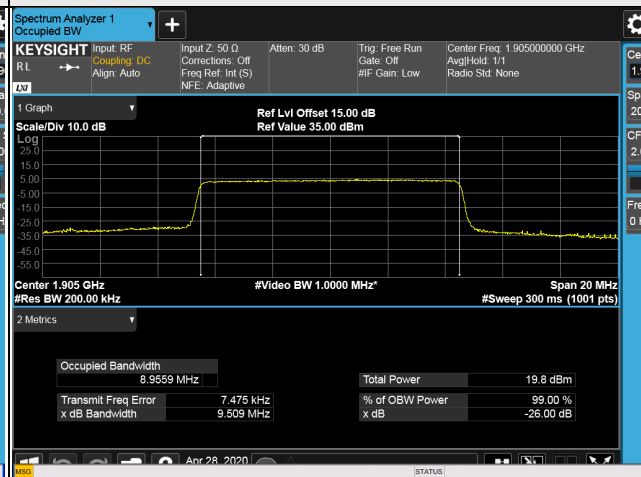 Spectrum Analyzer 1
Occupied BW
KEYSIGHT Input: RF Input Z: 50 Ω Atten: 30 dB Trig: Free Run Center Freq: 1.905000000 GHz
RL Coupling: DC Corrections: Off Gate: Off Avg|Hold: 1/1
Align: Auto Freq Ref: Int (S) #IF Gain: Low Radio Std: None
LXI NFE: Adaptive
1 Graph Ref Lvl Offset 15.00 dB
Scale/Div 10.0 dB Ref Value 35.00 dBm
Log
25.0
15.0
5.00
-5.00
-15.0
-25.0
-35.0
-45.0
-55.0
Center 1.905 GHz #Video BW 1.0000 MHz* Span 20 MHz
#Res BW 200.00 kHz #Sweep 300 ms (1001 pts)
2 Metrics
Occupied Bandwidth
8.9559 MHz Total Power 19.8 dBm
Transmit Freq Error 7.475 kHz % of OBW Power 99.00 %
x dB Bandwidth 9.509 MHz x dB -26.00 dB
Apr 28, 2020
MSG STATUS